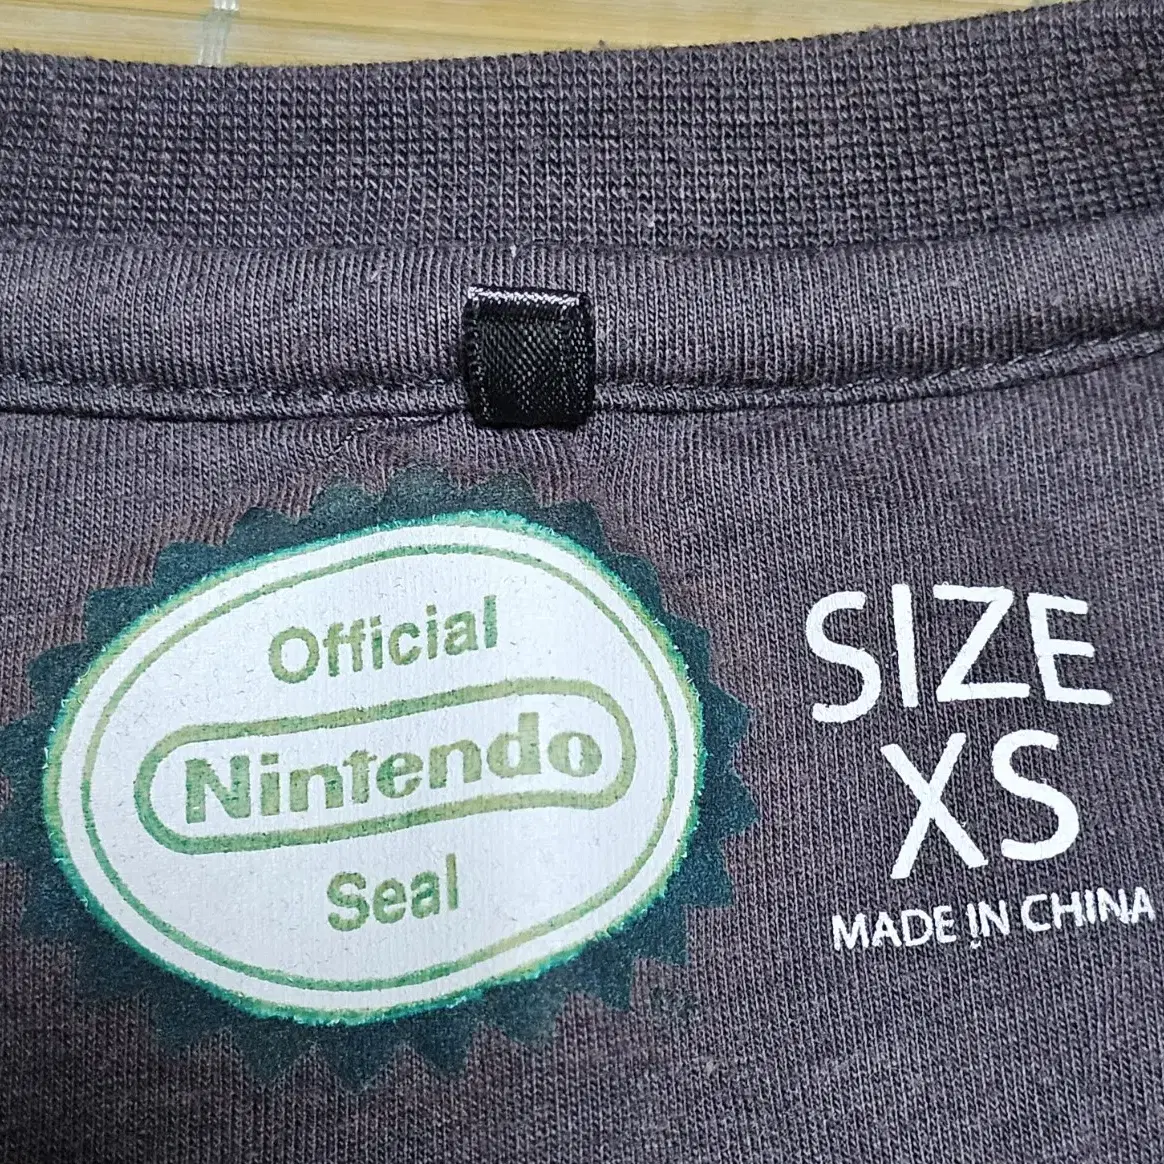 Official
Nintendo
Seal
SIZE
XS
MADE IN CHINA